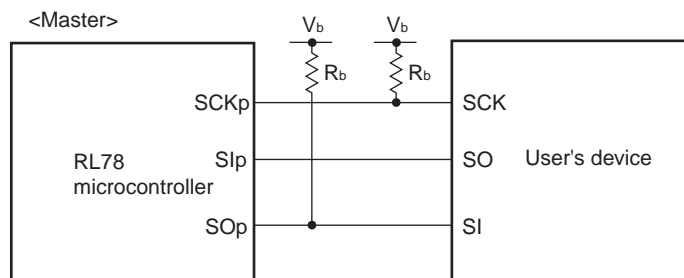 <Master>
Vb
Vb
Rb
Rb
SCKp
SCK
RL78
microcontroller
SIp
SO
User's device
SOp
SI